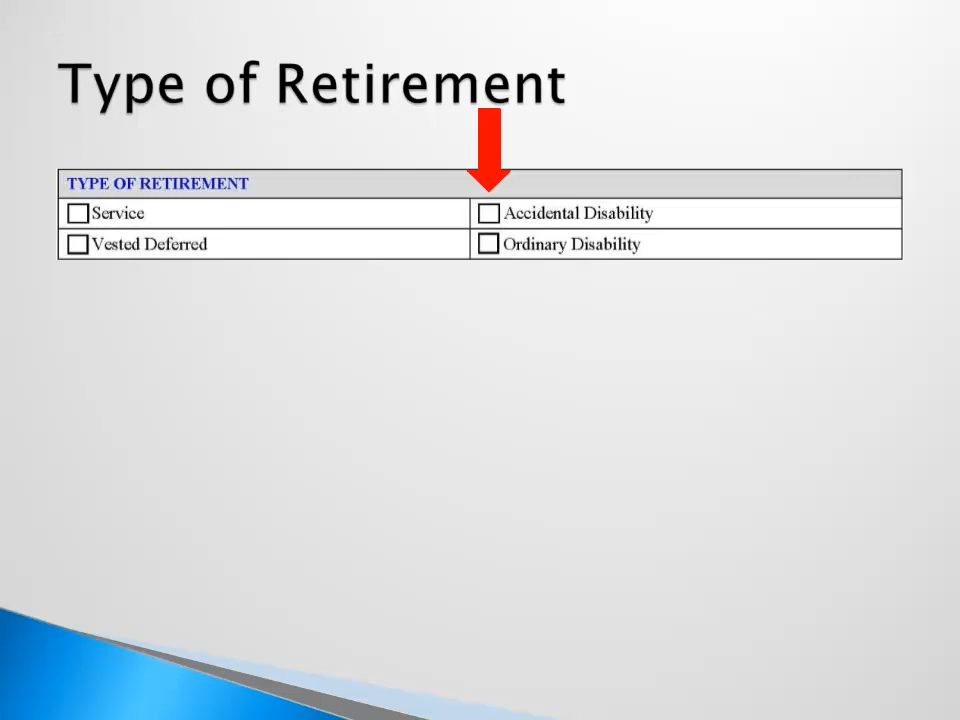 Type of Retirement
TYPE OF RETIREMENT
Service
Accidental Disability
Vested Deferred
Ordinary Disability